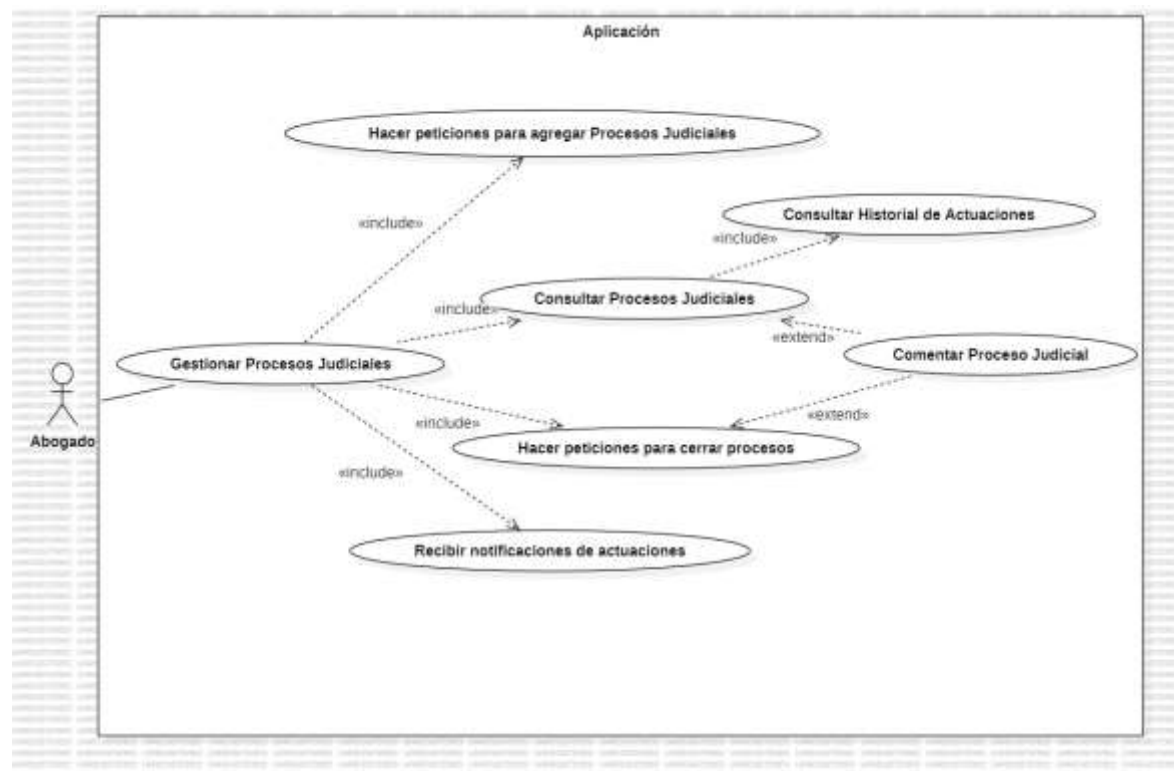 Aplicación
Hacer peticiones para agregar Procesos Judiciales
«include»
Consultar Historial de Actuaciones
«include»
Consultar Procesos Judiciales
«include»
«extend»
Comentar Proceso Judicial
Gestionar Procesos Judiciales
Abogado
«include»
«extend»
Hacer peticiones para cerrar procesos
«include»
Recibir notificaciones de actuaciones